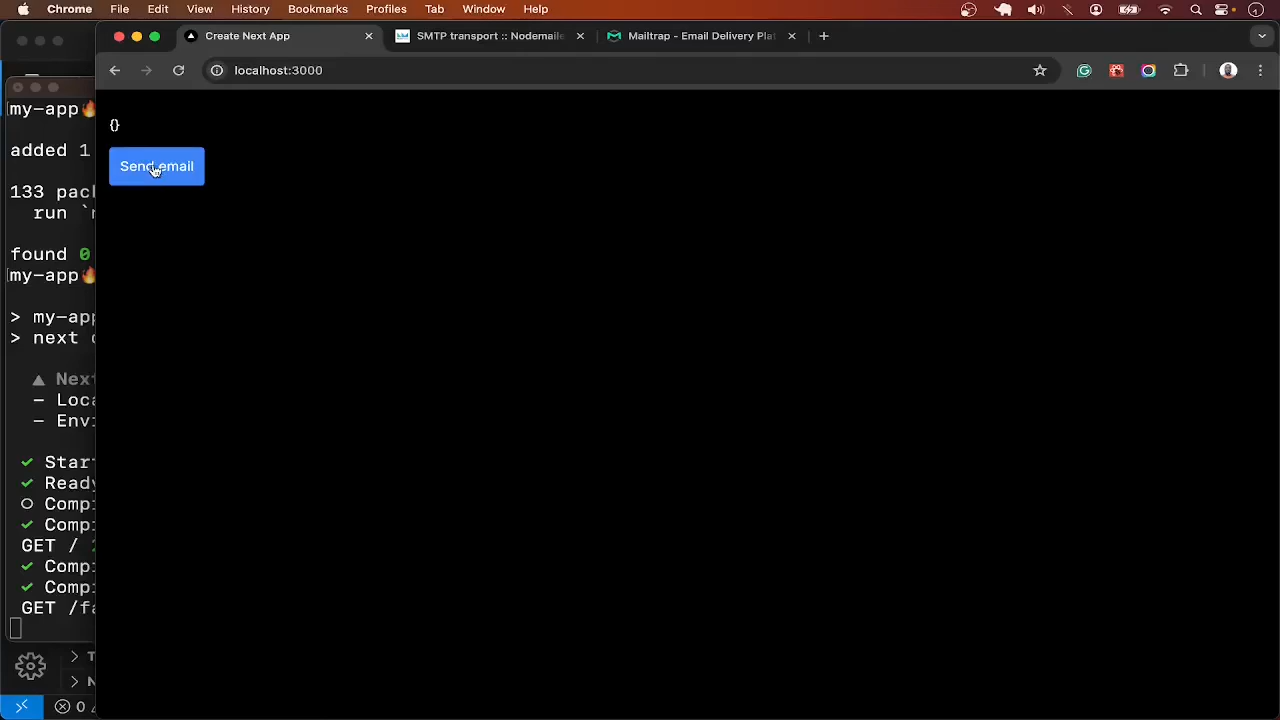 Chrome File Edit View History Bookmarks Profiles Tab Window Help
Create Next App SMTP transport :: Nodemaile Mailtrap - Email Delivery Plat
localhost:3000
{}
Send email
my-app🔥
added 1
133 pack
run `r
found 0
my-app🔥
> my-app
> next
▲ Next
- Loca
- Envi
✓ Start
✓ Ready
○ Compi
✓ Compi
GET / 2
✓ Compi
✓ Compi
GET /fa
> T
> N
0